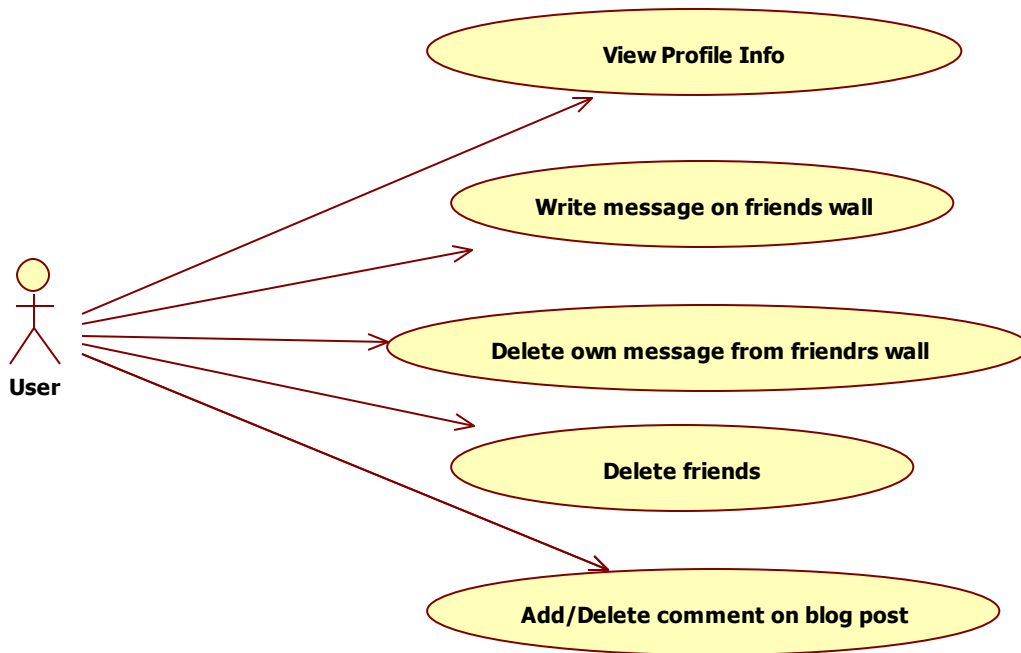 View Profile Info
Write message on friends wall
Delete own message from friendrs wall
User
Delete friends
Add/Delete comment on blog post